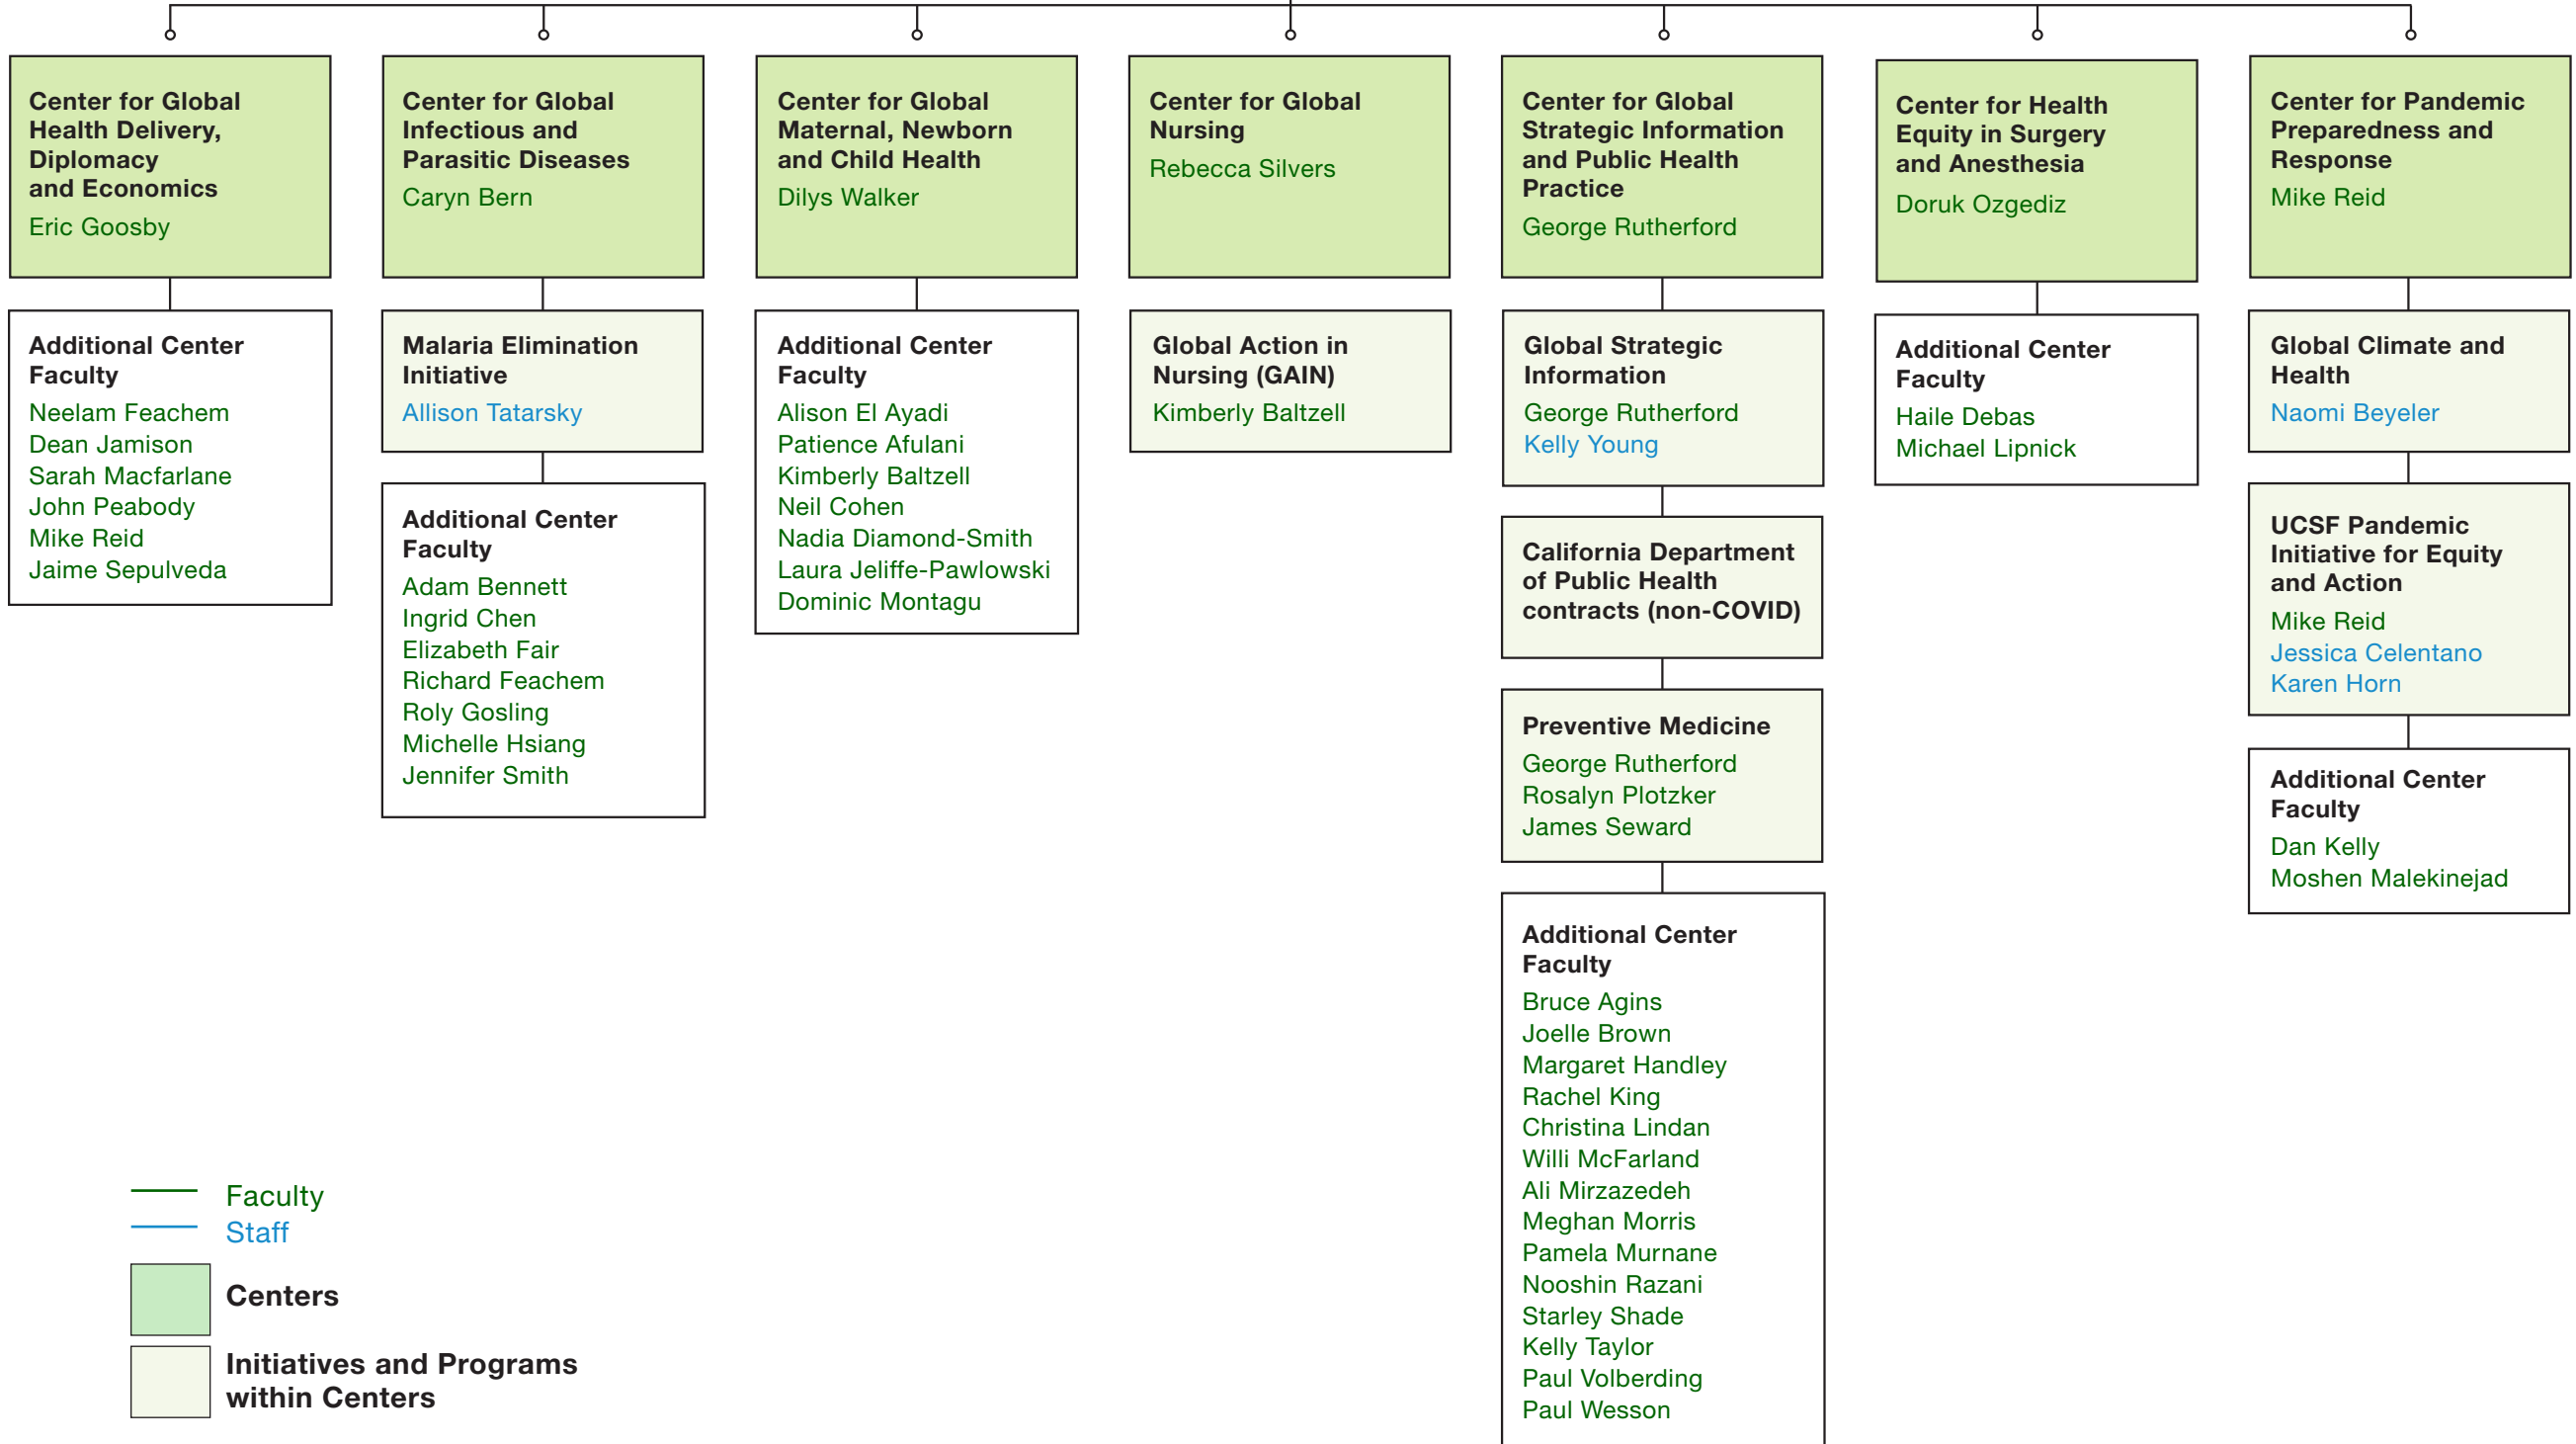 Center for Global
Health Delivery,
Diplomacy
and Economics
Eric Goosby
Additional Center
Faculty
Neelam Feachem
Dean Jamison
Sarah Macfarlane
John Peabody
Mike Reid
Jaime Sepulveda
Center for Global
Infectious and
Parasitic Diseases
Caryn Bern
Malaria Elimination
Initiative
Allison Tatarsky
Additional Center
Faculty
Adam Bennett
Ingrid Chen
Elizabeth Fair
Richard Feachem
Roly Gosling
Michelle Hsiang
Jennifer Smith
Center for Global
Maternal, Newborn
and Child Health
Dilys Walker
Additional Center
Faculty
Alison El Ayadi
Patience Afulani
Kimberly Baltzell
Neil Cohen
Nadia Diamond-Smith
Laura Jeliffe-Pawlowski
Dominic Montagu
Center for Global
Nursing
Rebecca Silvers
Global Action in
Nursing (GAIN)
Kimberly Baltzell
Center for Global
Strategic Information
and Public Health
Practice
George Rutherford
Global Strategic
Information
George Rutherford
Kelly Young
California Department
of Public Health
contracts (non-COVID)
Preventive Medicine
George Rutherford
Rosalyn Plotzker
James Seward
Additional Center
Faculty
Bruce Agins
Joelle Brown
Margaret Handley
Rachel King
Christina Lindan
Willi McFarland
Ali Mirzazedeh
Meghan Morris
Pamela Murnane
Nooshin Razani
Starley Shade
Kelly Taylor
Paul Volberding
Paul Wesson
Center for Health
Equity in Surgery
and Anesthesia
Doruk Ozgediz
Additional Center
Faculty
Haile Debas
Michael Lipnick
Center for Pandemic
Preparedness and
Response
Mike Reid
Global Climate and
Health
Naomi Beyeler
UCSF Pandemic
Initiative for Equity
and Action
Mike Reid
Jessica Celentano
Karen Horn
Additional Center
Faculty
Dan Kelly
Moshen Malekinejad
Faculty
Staff
Centers
Initiatives and Programs
within Centers